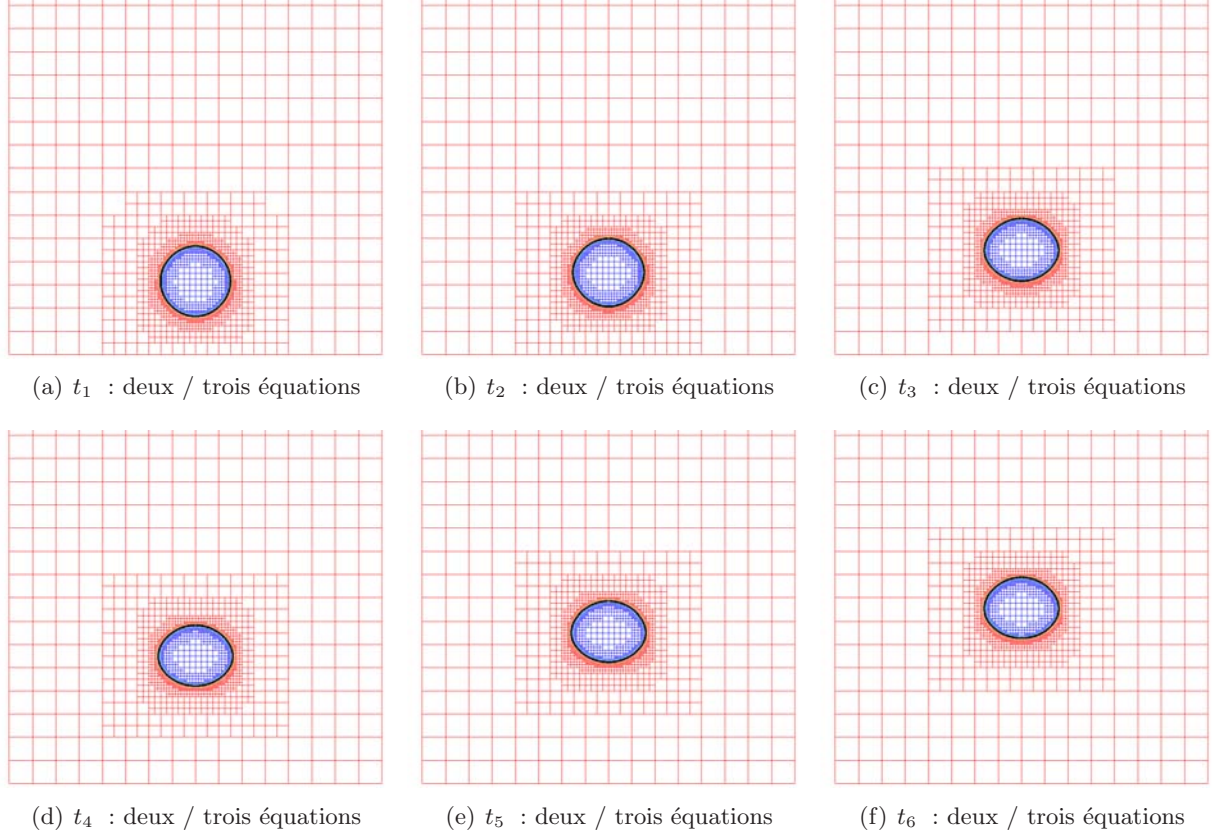 (a) t₁ : deux / trois équations
(b) t₂ : deux / trois équations
(c) t₃ : deux / trois équations
(d) t₄ : deux / trois équations
(e) t₅ : deux / trois équations
(f) t₆ : deux / trois équations